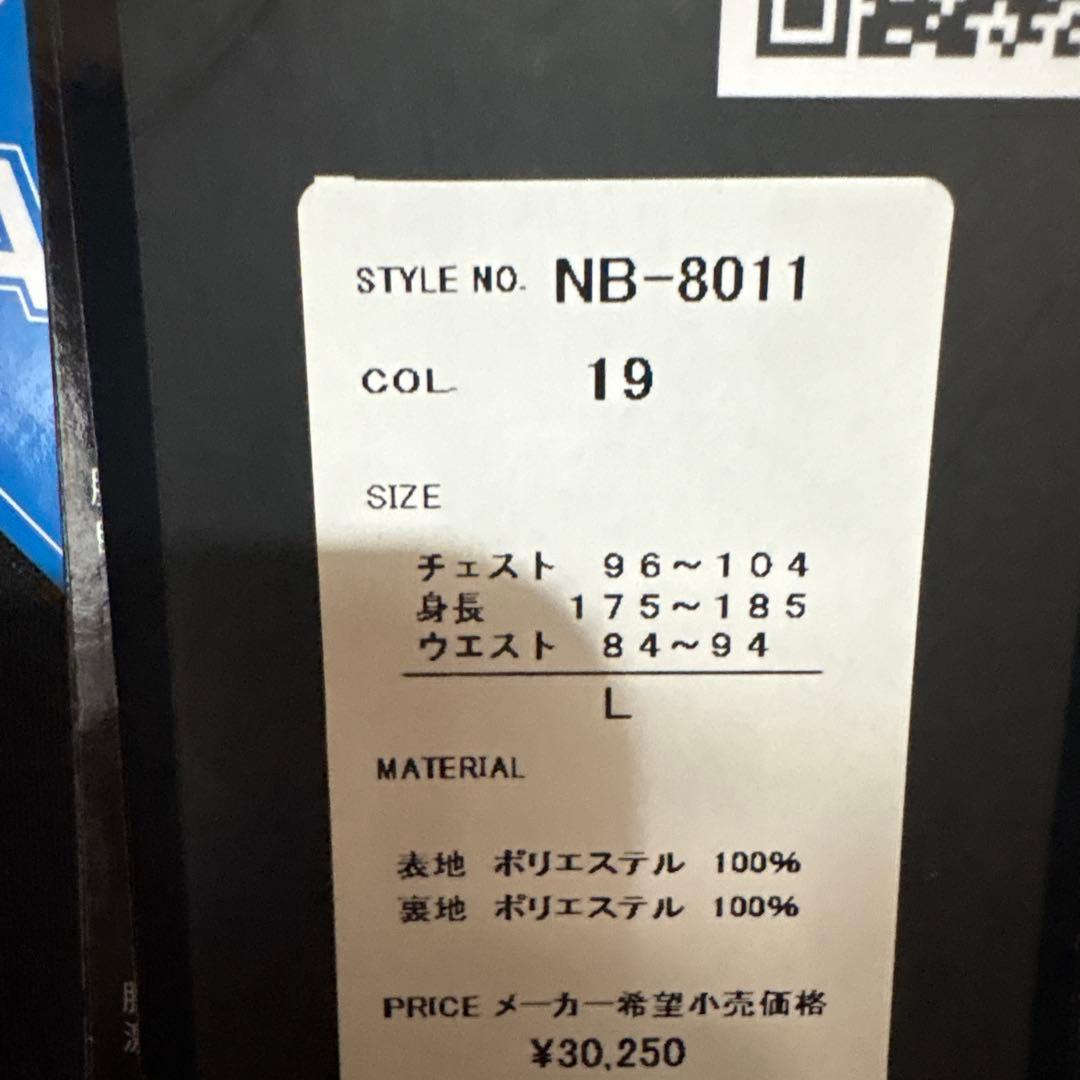 STYLE NO. NB-8011
COL 19
SIZE
チェスト 96～104
身長 175～185
ウエスト 84～94
L
MATERIAL
表地 ポリエステル 100%
裏地 ポリエステル 100%
PRICE メーカー希望小売価格
¥30,250